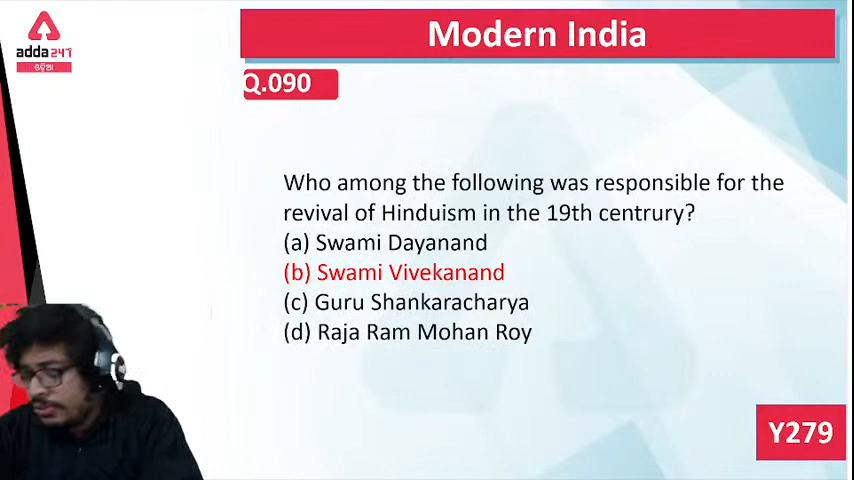 adda247
ଓଡ଼ିଆ
Modern India
Q.090
Who among the following was responsible for the
revival of Hinduism in the 19th centrury?
(a) Swami Dayanand
(b) Swami Vivekanand
(c) Guru Shankaracharya
(d) Raja Ram Mohan Roy
Y279